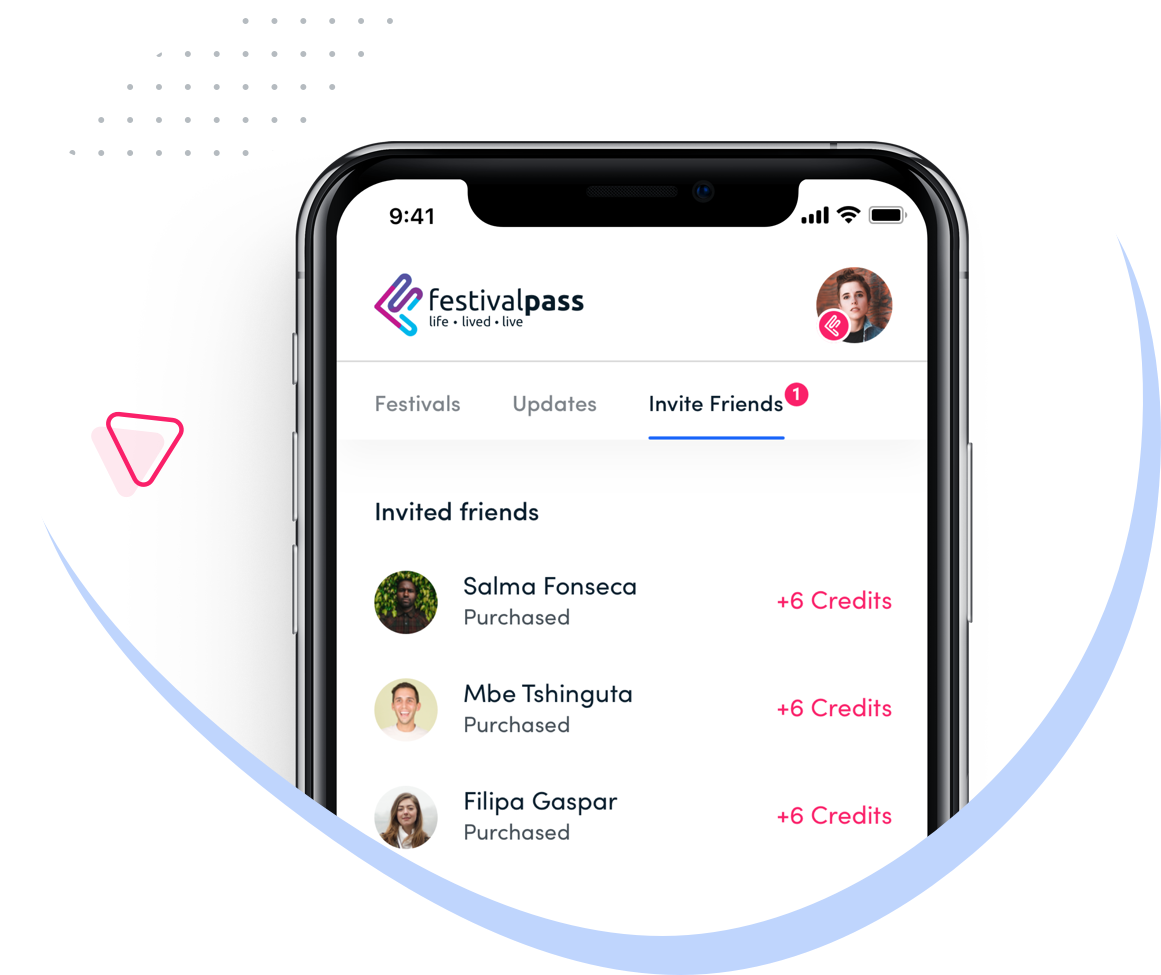 9:41
festivalpass
life • lived • live
Festivals Updates Invite Friends 1
Invited friends
Salma Fonseca
Purchased
+6 Credits
Mbe Tshinguta
Purchased
+6 Credits
Filipa Gaspar
Purchased
+6 Credits